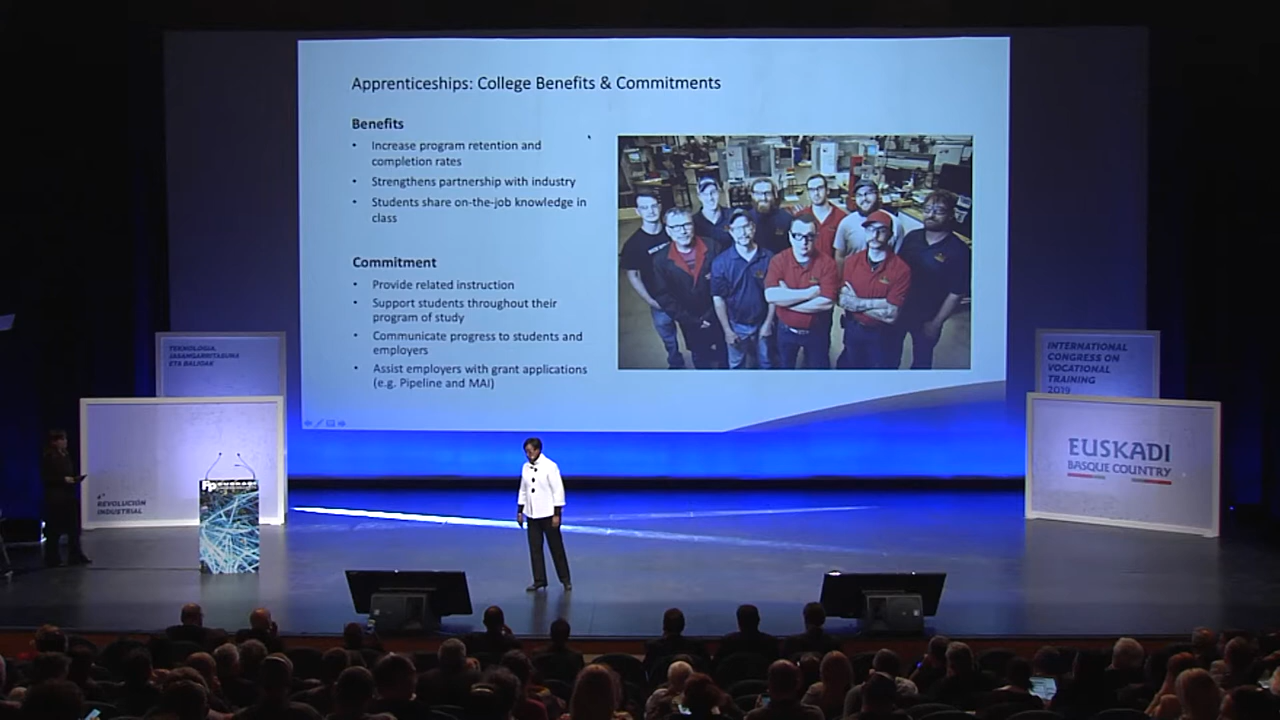 Apprenticeships: College Benefits & Commitments
Benefits
• Increase program retention and
completion rates
• Strengthens partnership with industry
• Students share on-the-job knowledge in
class
Commitment
• Provide related instruction
• Support students throughout their
program of study
• Communicate progress to students and
employers
• Assist employers with grant applications
(e.g. Pipeline and MAI)
TEKNOLOGIA,
JASANGARRITASUNA
ETA BALIOAK
REVOLUCIÓN
INDUSTRIAL
INTERNATIONAL
CONGRESS ON
VOCATIONAL
TRAINING
2019
EUSKADI
BASQUE COUNTRY